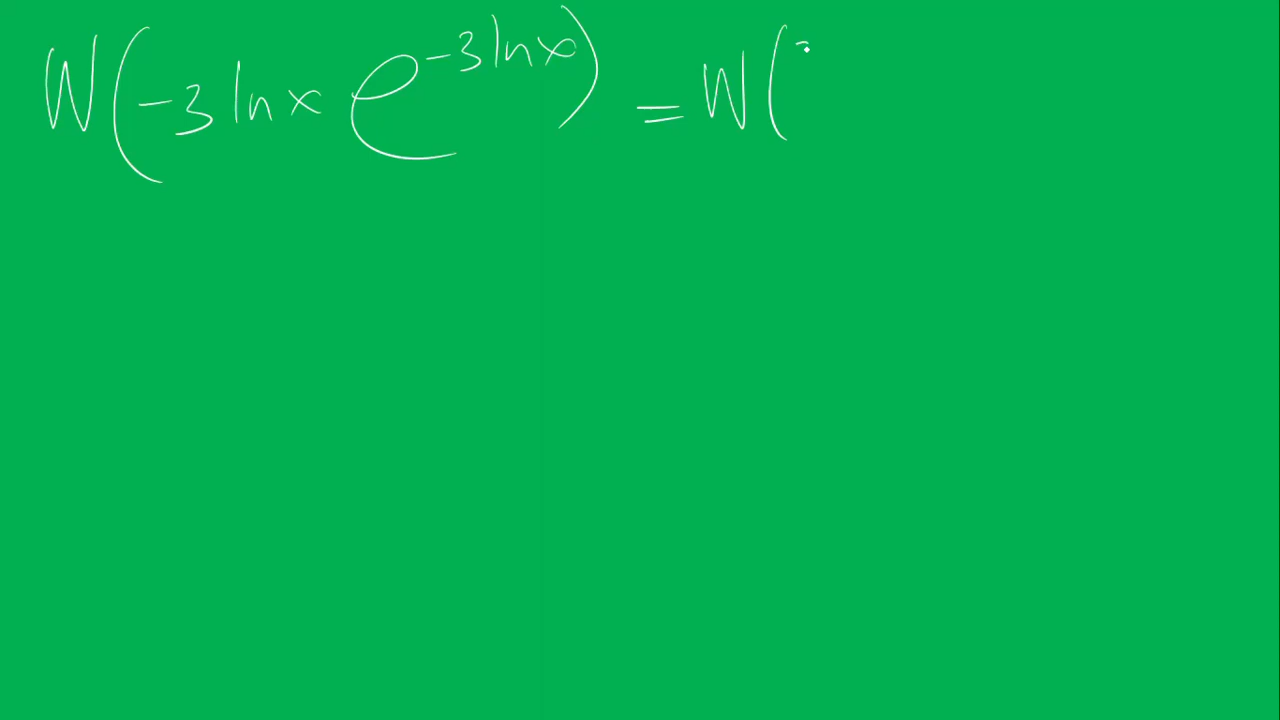 W(-3 ln x e^{-3 ln x}) = W(